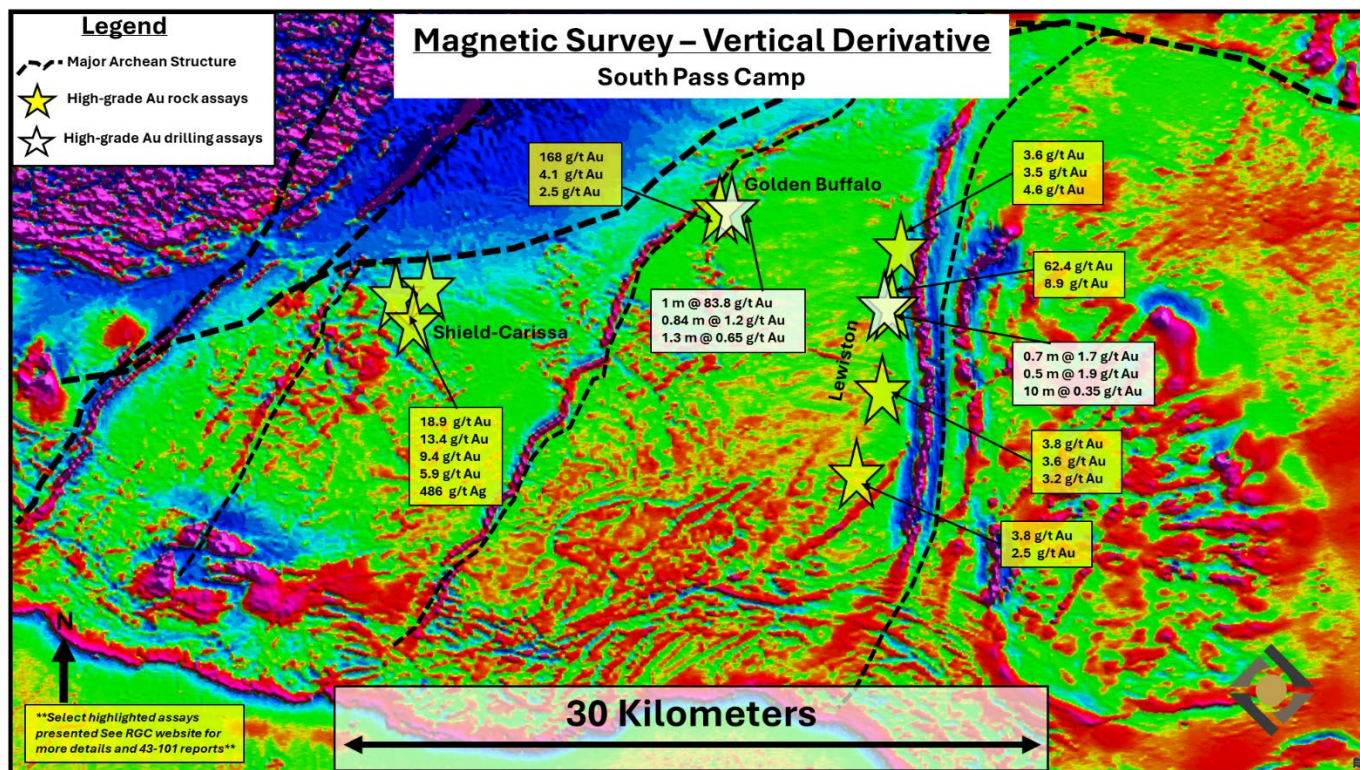 Legend
Major Archean Structure
High-grade Au rock assays
High-grade Au drilling assays
Magnetic Survey – Vertical Derivative
South Pass Camp
168 g/t Au
4.1 g/t Au
2.5 g/t Au
Golden Buffalo
3.6 g/t Au
3.5 g/t Au
4.6 g/t Au
62.4 g/t Au
8.9 g/t Au
1 m @ 83.8 g/t Au
0.84 m @ 1.2 g/t Au
1.3 m @ 0.65 g/t Au
Shield-Carissa
Lewiston
0.7 m @ 1.7 g/t Au
0.5 m @ 1.9 g/t Au
10 m @ 0.35 g/t Au
18.9 g/t Au
13.4 g/t Au
9.4 g/t Au
5.9 g/t Au
486 g/t Ag
3.8 g/t Au
3.6 g/t Au
3.2 g/t Au
3.8 g/t Au
2.5 g/t Au
N
30 Kilometers
**Select highlighted assays
presented See RGC website for
more details and 43-101 reports**